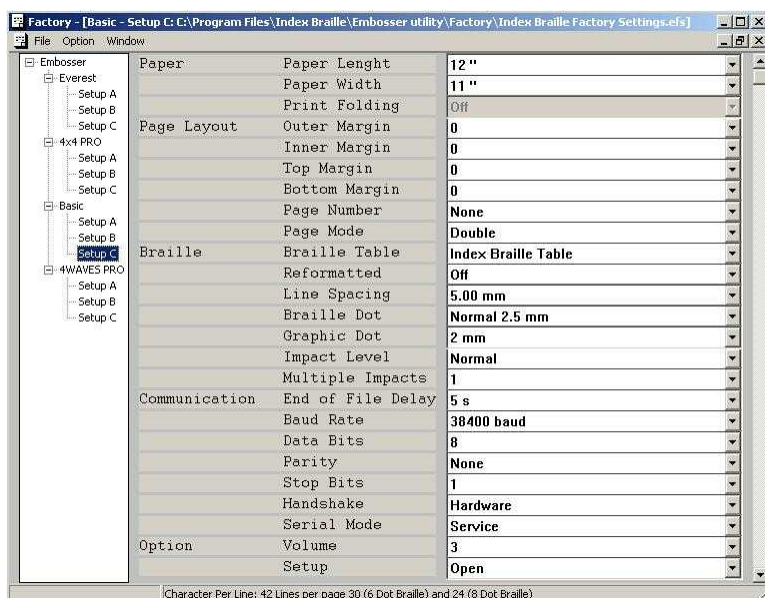 Factory - [Basic - Setup C: C:\Program Files\Index Braille\Embosser utility\Factory\Index Braille Factory Settings.efs]
File Option Window
Embosser
Everest
Setup A
Setup B
Setup C
4x4 PRO
Setup A
Setup B
Setup C
Basic
Setup A
Setup B
Setup C
4WAVES PRO
Setup A
Setup B
Setup C
Paper Paper Lenght 12 "
Paper Width 11 "
Print Folding Off
Page Layout Outer Margin 0
Inner Margin 0
Top Margin 0
Bottom Margin 0
Page Number None
Page Mode Double
Braille Braille Table Index Braille Table
Reformatted Off
Line Spacing 5.00 mm
Braille Dot Normal 2.5 mm
Graphic Dot 2 mm
Impact Level Normal
Multiple Impacts 1
Communication End of File Delay 5 s
Baud Rate 38400 baud
Data Bits 8
Parity None
Stop Bits 1
Handshake Hardware
Serial Mode Service
Option Volume 3
Setup Open
Character Per Line: 42 Lines per page 30 (6 Dot Braille) and 24 (8 Dot Braille)